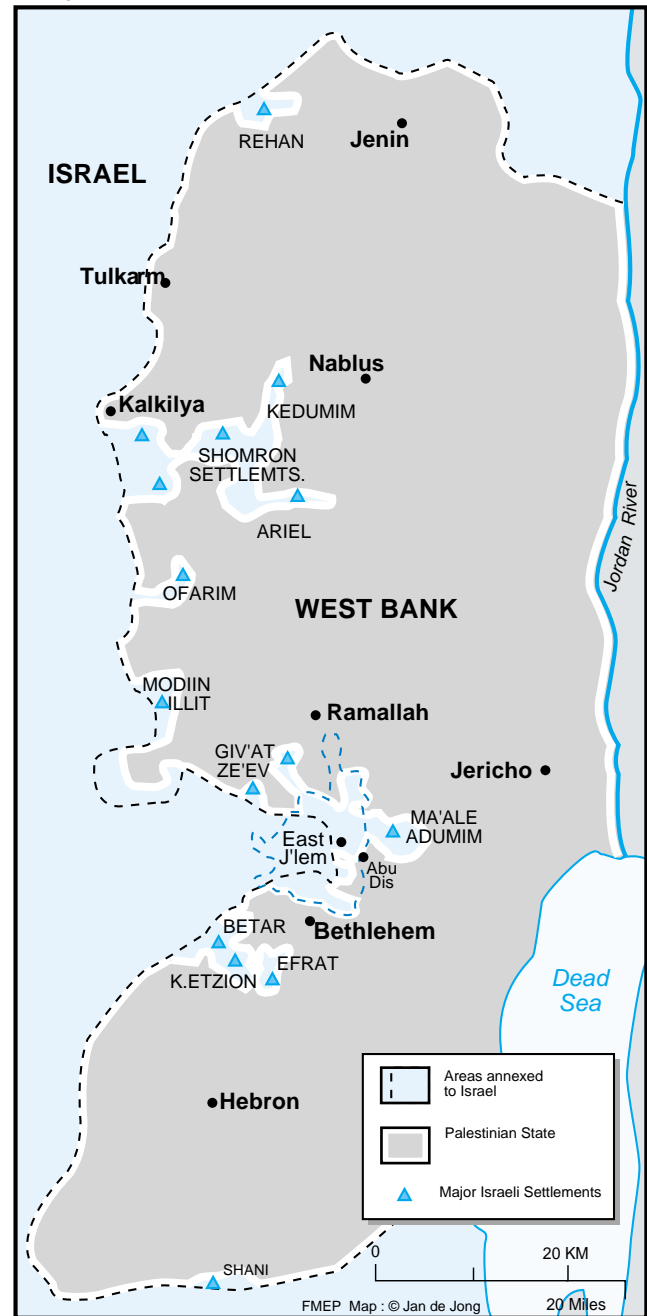 REHAN
Jenin
ISRAEL
Tulkarm
Nablus
Kalkilya
KEDUMIM
SHOMRON
SETTLEMTS.
ARIEL
Jordan River
OFARIM
WEST BANK
MODIIN
ILLIT
Ramallah
GIV'AT
ZE'EV
Jericho
MA'ALE
ADUMIM
East
J'lem
Abu
Dis
BETAR
Bethlehem
EFRAT
K.ETZION
Dead
Sea
Hebron
Areas annexed
to Israel
Palestinian State
Major Israeli Settlements
SHANI
0
20 KM
FMEP Map : © Jan de Jong
20 Miles